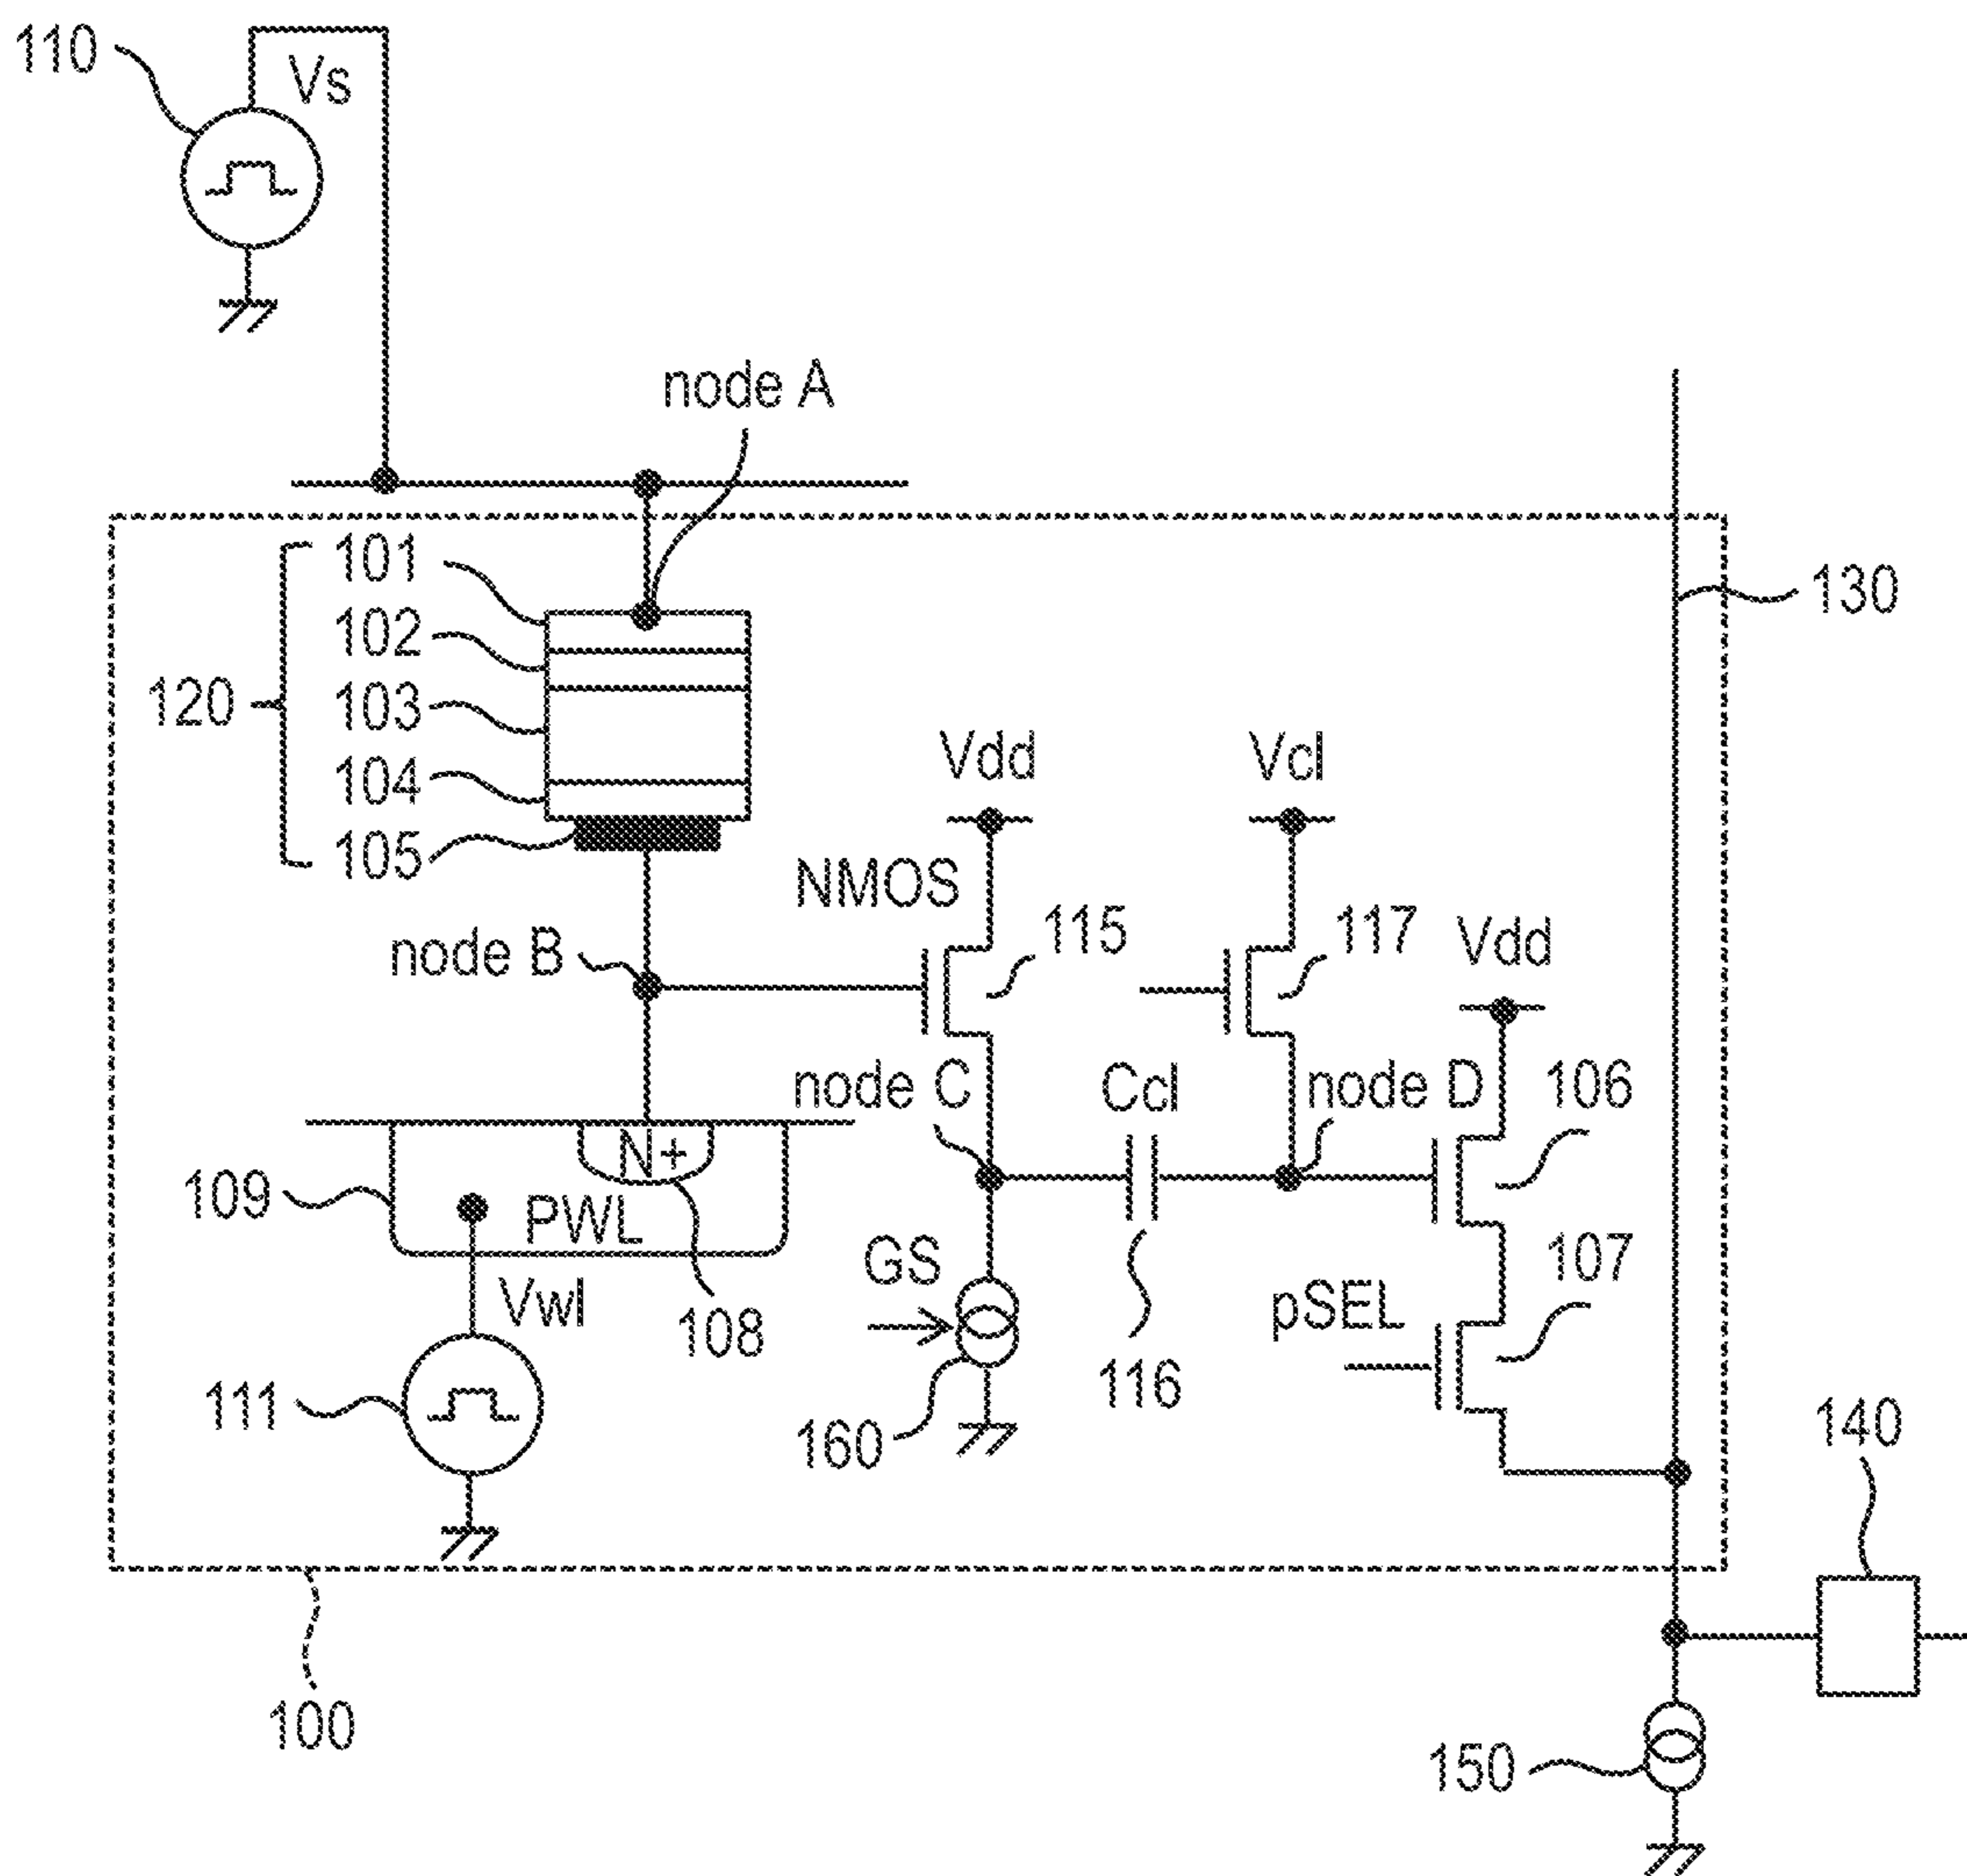 110
Vs
node A
101
102
120
103
104
105
130
Vdd
Vcl
NMOS
115
117
Vdd
node B
node C
Ccl
node D
106
N+
109
PWL
GS
107
Vwl
108
pSEL
111
116
160
140
100
150